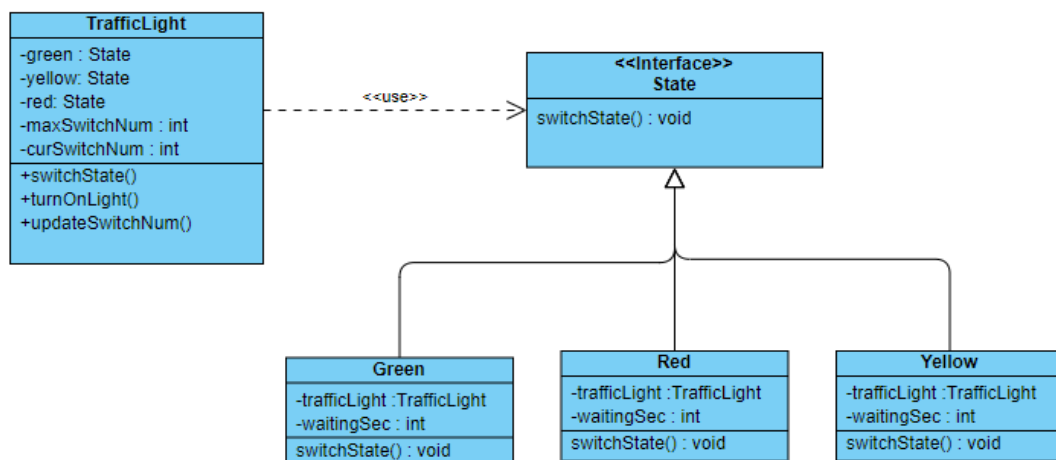 TrafficLight
-green : State
-yellow: State
-red: State
-maxSwitchNum : int
-curSwitchNum : int
+switchState()
+turnOnLight()
+updateSwitchNum()
<<use>>
<<Interface>>
State
switchState() : void
Green
-trafficLight :TrafficLight
-waitingSec : int
switchState() : void
Red
-trafficLight :TrafficLight
-waitingSec : int
switchState() : void
Yellow
-trafficLight :TrafficLight
-waitingSec : int
switchState() : void